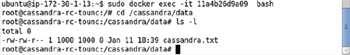 ubuntu@ip-172-30-1-13:~$ sudo docker exec -it 11a4b26d9a09 bash
root@cassandra-rc-tounc:/# cd /cassandra/data
root@cassandra-rc-tounc:/cassandra/data# ls -l
total 0
-rw-rw-r-- 1 1000 1000 0 Jan 11 18:39 cassandra.txt
root@cassandra-rc-tounc:/cassandra/data#